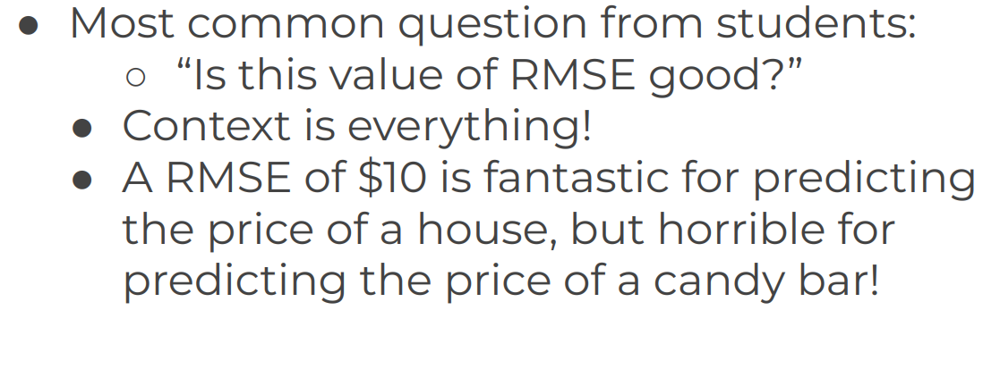 ● Most common question from students:
○ “Is this value of RMSE good?”
● Context is everything!
● A RMSE of $10 is fantastic for predicting
the price of a house, but horrible for
predicting the price of a candy bar!